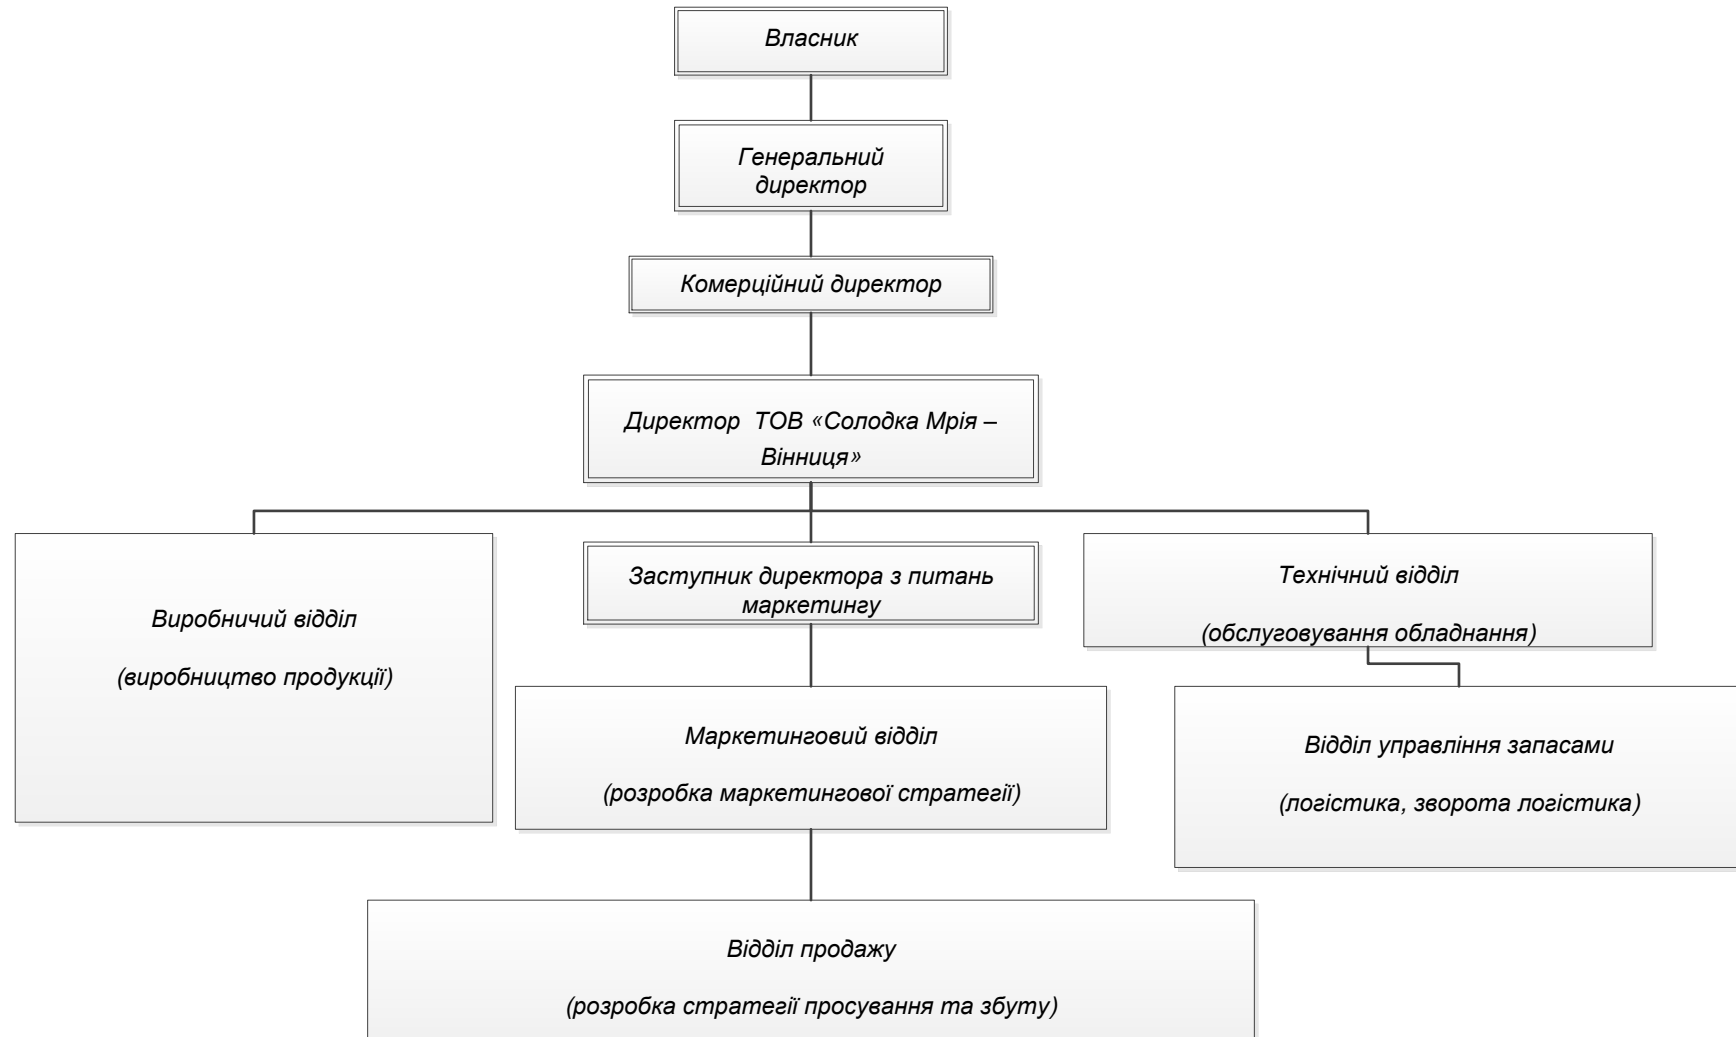 Власник
Генеральний
директор
Комерційний директор
Директор ТОВ «Солодка Мрія –
Вінниця»
Виробничий відділ
(виробництво продукції)
Заступник директора з питань
маркетингу
Технічний відділ
(обслуговування обладнання)
Маркетинговий відділ
(розробка маркетингової стратегії)
Відділ управління запасами
(логістика, зворота логістика)
Відділ продажу
(розробка стратегії просування та збуту)